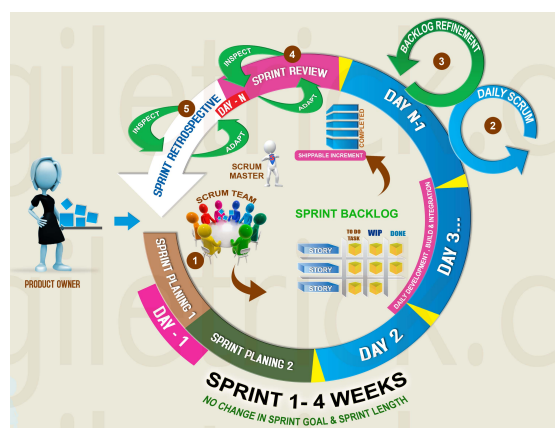 BACKLOG REFINEMENT
3
4
INSPECT
SPRINT REVIEW
ADAPT
DAILY SCRUM
2
DAY N-1
DAY - N
5
INSPECT
ADAPT
SPRINT RETROSPECTIVE
COMPLETED
SHIPPABLE INCREMENT
SCRUM
MASTER
SCRUM TEAM
SPRINT BACKLOG
TO DO
TASK
WIP
DONE
STORY
STORY
STORY
DAILY DEVELOPMENT , BUILD & INTEGRATION
DAY 3...
PRODUCT OWNER
1
SPRINT PLANING 1
DAY - 1
SPRINT PLANING 2
DAY 2
SPRINT 1- 4 WEEKS
NO CHANGE IN SPRINT GOAL & SPRINT LENGTH